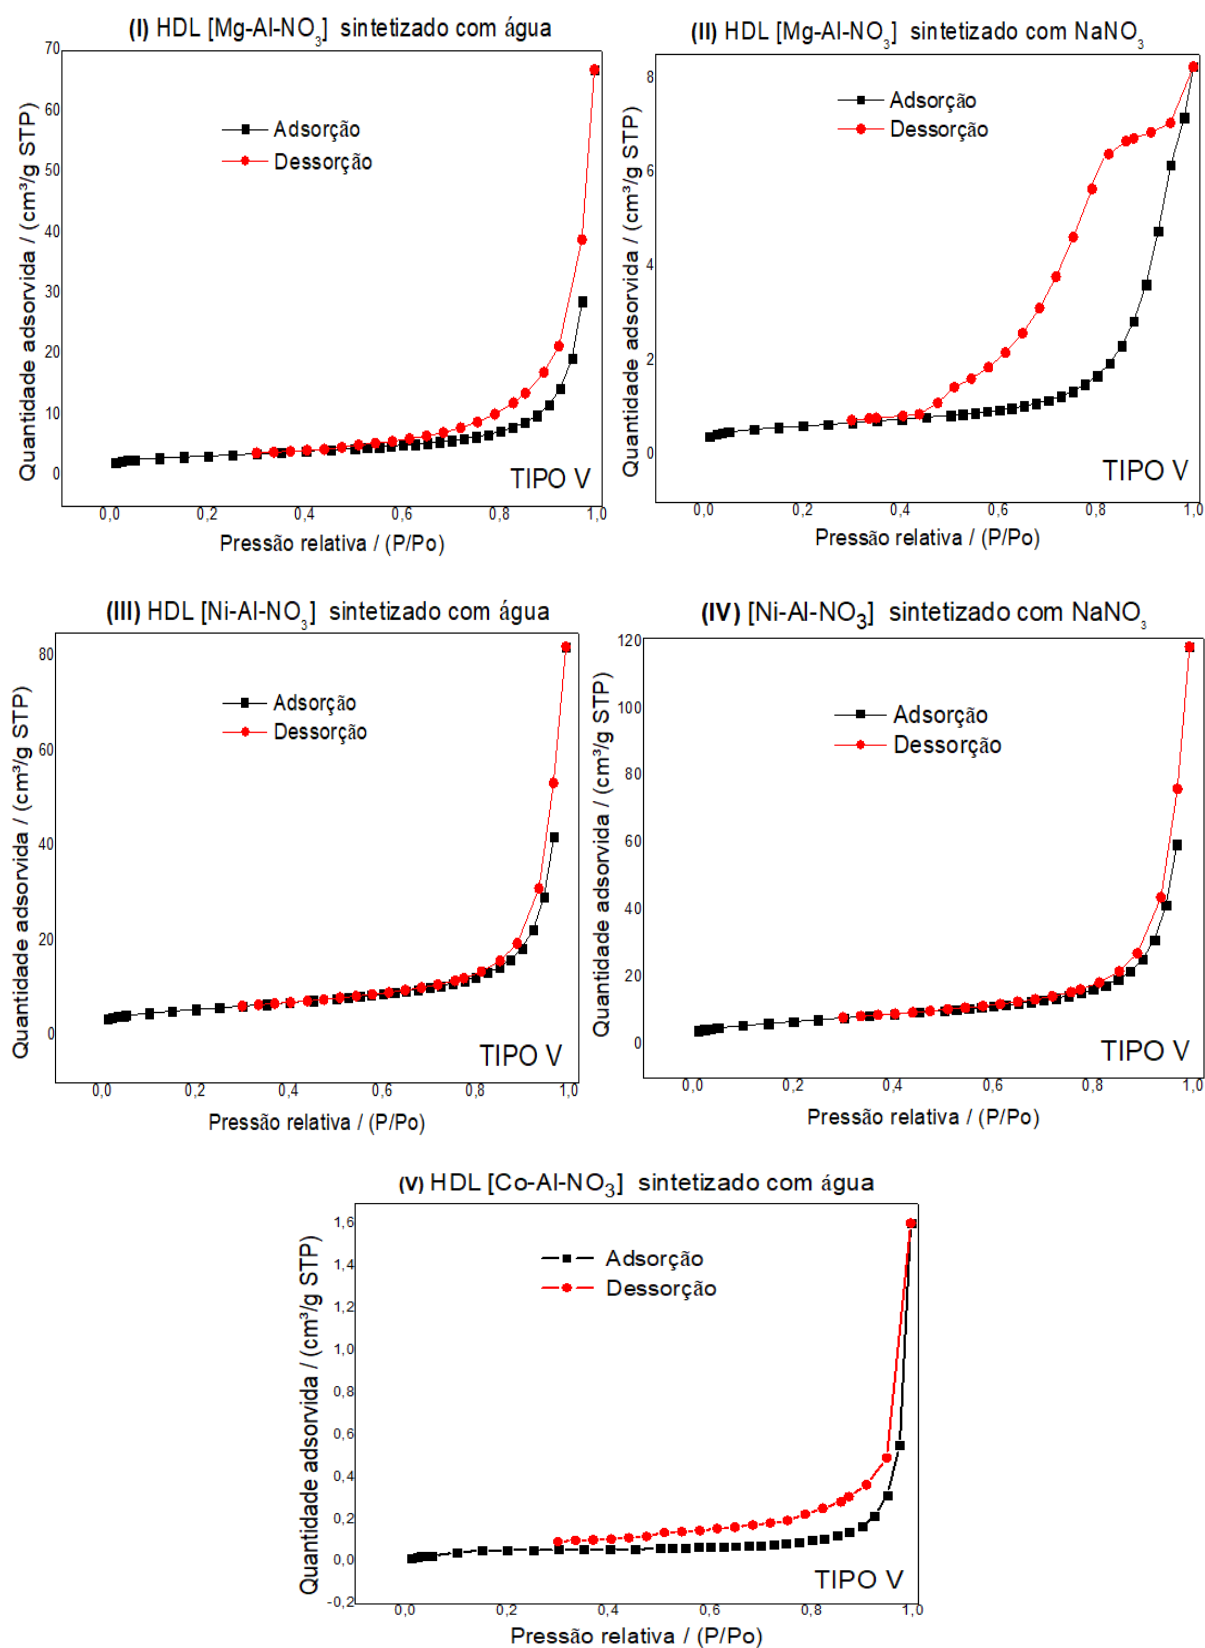 (I) HDL [Mg-Al-NO3] sintetizado com água
70
60
50
40
30
20
10
0
Quantidade adsorvida / (cm³/g STP)
Adsorção
Dessorção
TIPO V
0,0 0,2 0,4 0,6 0,8 1,0
Pressão relativa / (P/Po)
(II) HDL [Mg-Al-NO3] sintetizado com NaNO3
8
6
4
2
0
Quantidade adsorvida / (cm³/g STP)
Adsorção
Dessorção
TIPO V
0,0 0,2 0,4 0,6 0,8 1,0
Pressão relativa / (P/Po)
(III) HDL [Ni-Al-NO3] sintetizado com água
80
60
40
20
0
Quantidade adsorvida / (cm³/g STP)
Adsorção
Dessorção
TIPO V
0,0 0,2 0,4 0,6 0,8 1,0
Pressão relativa / (P/Po)
(IV) [Ni-Al-NO3] sintetizado com NaNO3
120
100
80
60
40
20
0
Quantidade adsorvida / (cm³/g STP)
Adsorção
Dessorção
TIPO V
0,0 0,2 0,4 0,6 0,8 1,0
Pressão relativa / (P/Po)
(V) HDL [Co-Al-NO3] sintetizado com água
1,6
1,4
1,2
1,0
0,8
0,6
0,4
0,2
0,0
-0,2
Quantidade adsorvida / (cm³/g STP)
Adsorção
Dessorção
TIPO V
0,0 0,2 0,4 0,6 0,8 1,0
Pressão relativa / (P/Po)